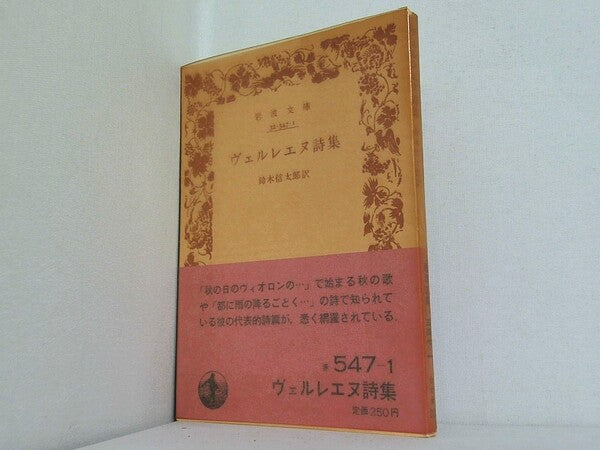 岩波文庫
32-547-1
ヴェルレエヌ詩集
鈴木信太郎訳
「秋の日のヴィオロンの…」で始まる秋の歌
や「都に雨の降るごとく…」の詩で知られて
いる彼の代表的詩篇が、悉く網羅されている.
赤 547-1
ヴェルレエヌ詩集
定価250円